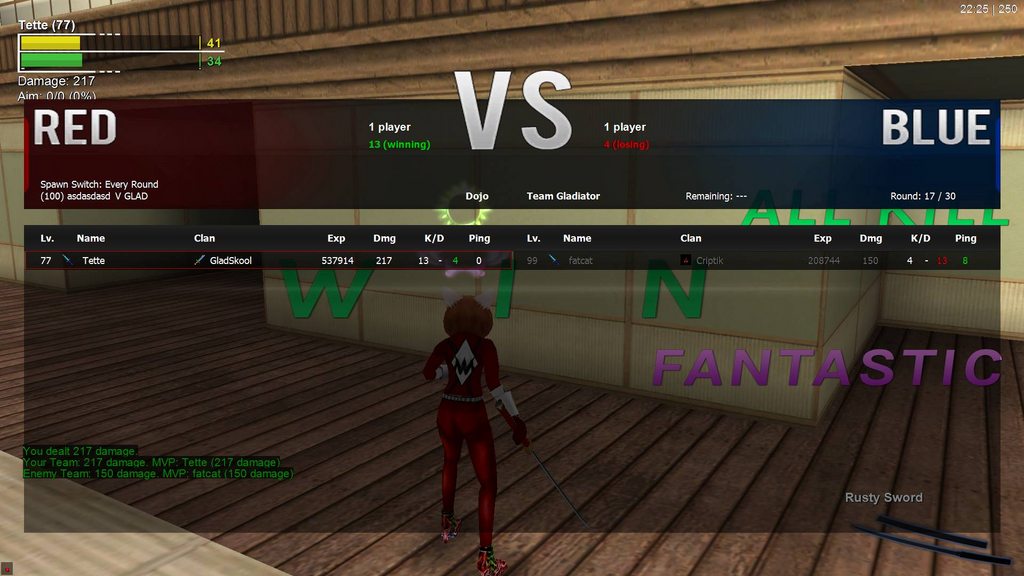 Tette (77)
22:25 | 250
41
34
Damage: 217
Aim: 0/0 (0%)
VS
RED
1 player
13 (winning)
1 player
4 (losing)
BLUE
Spawn Switch: Every Round
(100) asdasdasd V GLAD
Dojo
Team Gladiator
Remaining: ---
Round: 17 / 30
ALL KILL
Lv. Name Clan Exp Dmg K/D Ping Lv. Name Clan Exp Dmg K/D Ping
77 Tette GladSkool 537914 217 13 - 4 0 99 fatcat Criptik 208744 150 4 - 13 8
WIN
FANTASTIC
You dealt 217 damage.
Your Team: 217 damage. MVP: Tette (217 damage)
Enemy Team: 150 damage. MVP: fatcat (150 damage)
Rusty Sword